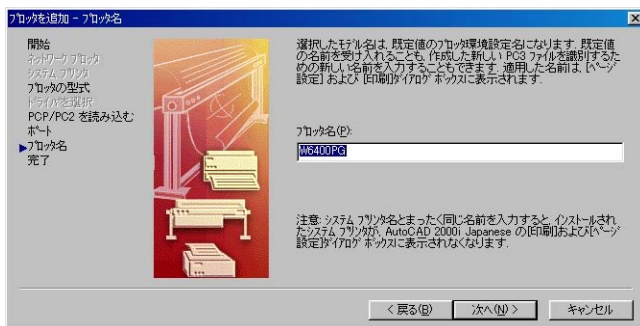 プロッタを追加 - プロッタ名
開始
ネットワーク プロッタ
システム プリンタ
プロッタの型式
ドライバを選択
PCP/PC2 を読み込む
ポート
プロッタ名
完了
選択したモデル名は、既定値のプロッタ環境設定名になります. 既定値
の名前を受け入れることも、作成した新しい PC3 ファイルを識別するた
めの新しい名前を入力することもできます. 適用した名前は、[ページ
設定] および [印刷]ダイアログ ボックスに表示されます.
プロッタ名(P):
W6400PG
注意: システム プリンタ名とまったく同じ名前を入力すると、インストールされ
たシステム プリンタが、AutoCAD 2000i Japanese の[印刷]および[ページ
設定]ダイアログ ボックスに表示されなくなります.
< 戻る(B)
次へ(N) >
キャンセル